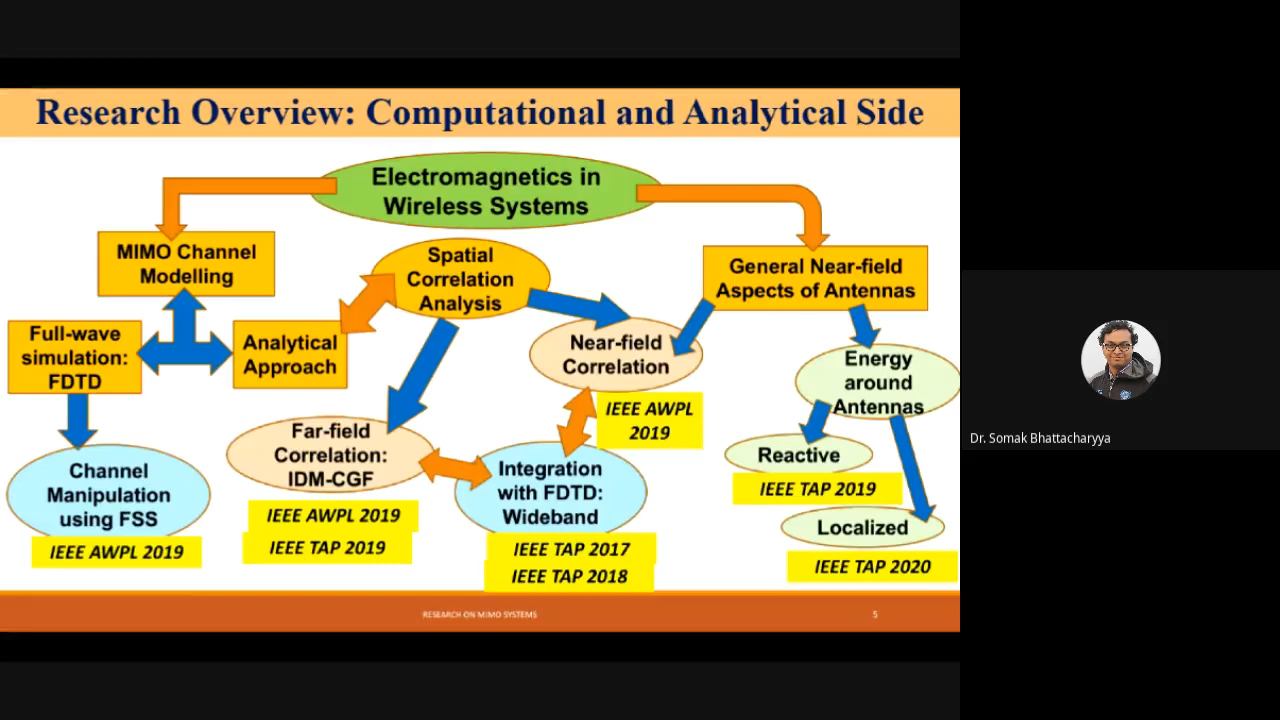 Research Overview: Computational and Analytical Side
Electromagnetics in
Wireless Systems
MIMO Channel
Modelling
Spatial
Correlation
Analysis
General Near-field
Aspects of Antennas
Full-wave
simulation:
FDTD
Analytical
Approach
Near-field
Correlation
IEEE AWPL
2019
Energy
around
Antennas
Far-field
Correlation:
IDM-CGF
IEEE AWPL 2019
IEEE TAP 2019
Integration
with FDTD:
Wideband
IEEE TAP 2017
IEEE TAP 2018
Channel
Manipulation
using FSS
IEEE AWPL 2019
Reactive
IEEE TAP 2019
Localized
IEEE TAP 2020
RESEARCH ON MIMO SYSTEMS
5
Dr. Somak Bhattacharyya